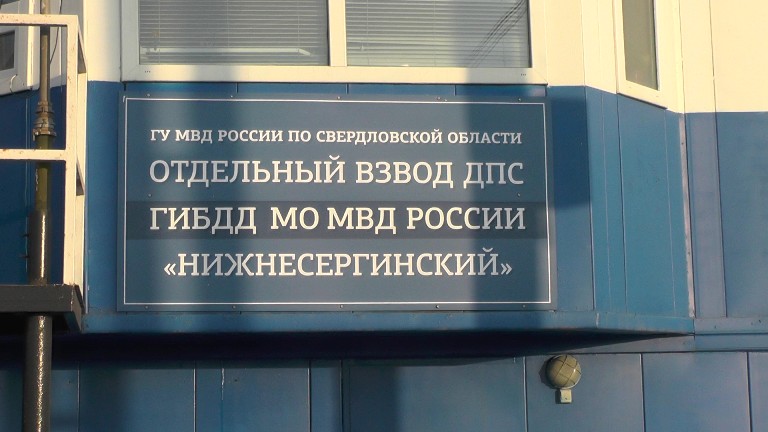 ГУ МВД РОССИИ ПО СВЕРДЛОВСКОЙ ОБЛАСТИ
ОТДЕЛЬНЫЙ ВЗВОД ДПС
ГИБДД МО МВД РОССИИ
«НИЖНЕСЕРГИНСКИЙ»